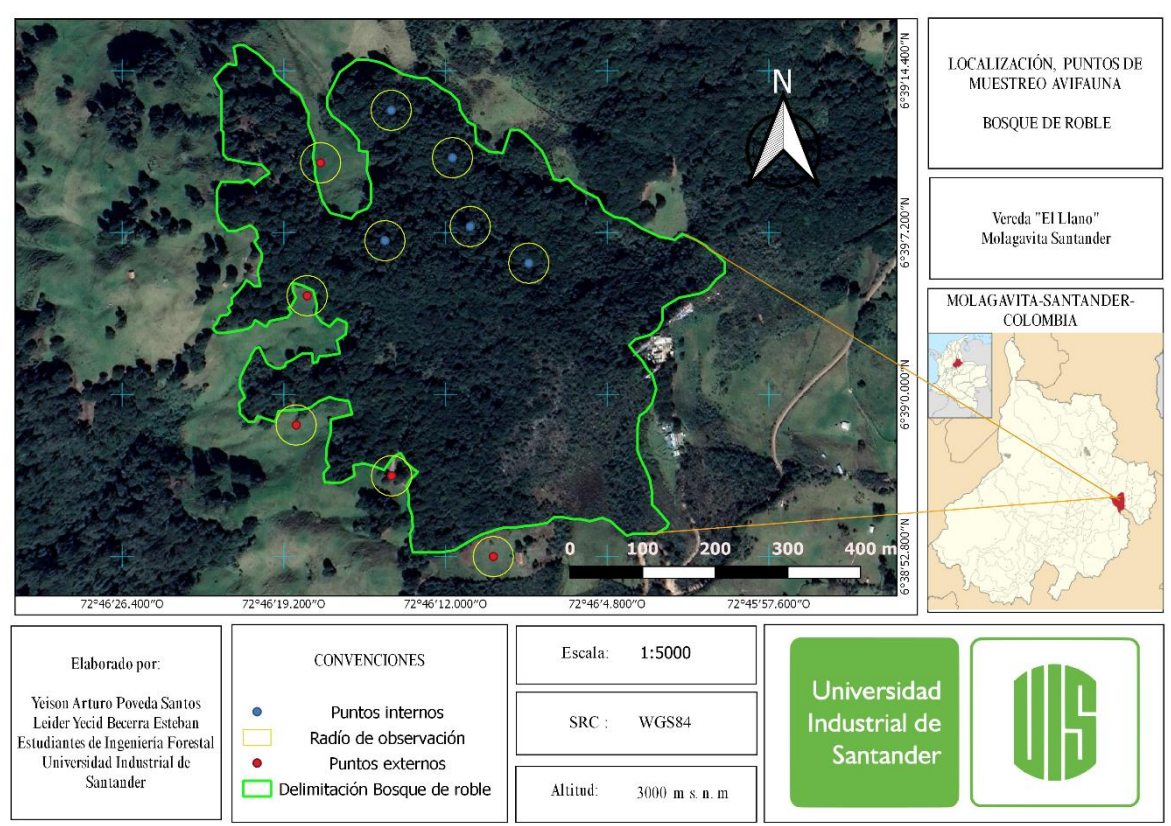 N
6°39'14.400"N
6°39'7.200"N
6°39'0.000"N
6°38'52.800"N
0 100 200 300 400 m
72°46'26.400"O 72°46'19.200"O 72°46'12.000"O 72°46'4.800"O 72°45'57.600"O
LOCALIZACIÓN, PUNTOS DE
MUESTREO AVIFAUNA
BOSQUE DE ROBLE
Vereda "El Llano"
Molagavita Santander
MOLAGAVITA-SANTANDER-
COLOMBIA
Elaborado por:
Yeison Arturo Poveda Santos
Leider Yecid Becerra Esteban
Estudiantes de Ingeniería Forestal
Universidad Industrial de
Santander
CONVENCIONES
Puntos internos
Radío de observación
Puntos externos
Delimitación Bosque de roble
Escala: 1:5000
SRC : WGS84
Altitud: 3000 m s. n. m
Universidad
Industrial de
Santander
UIS